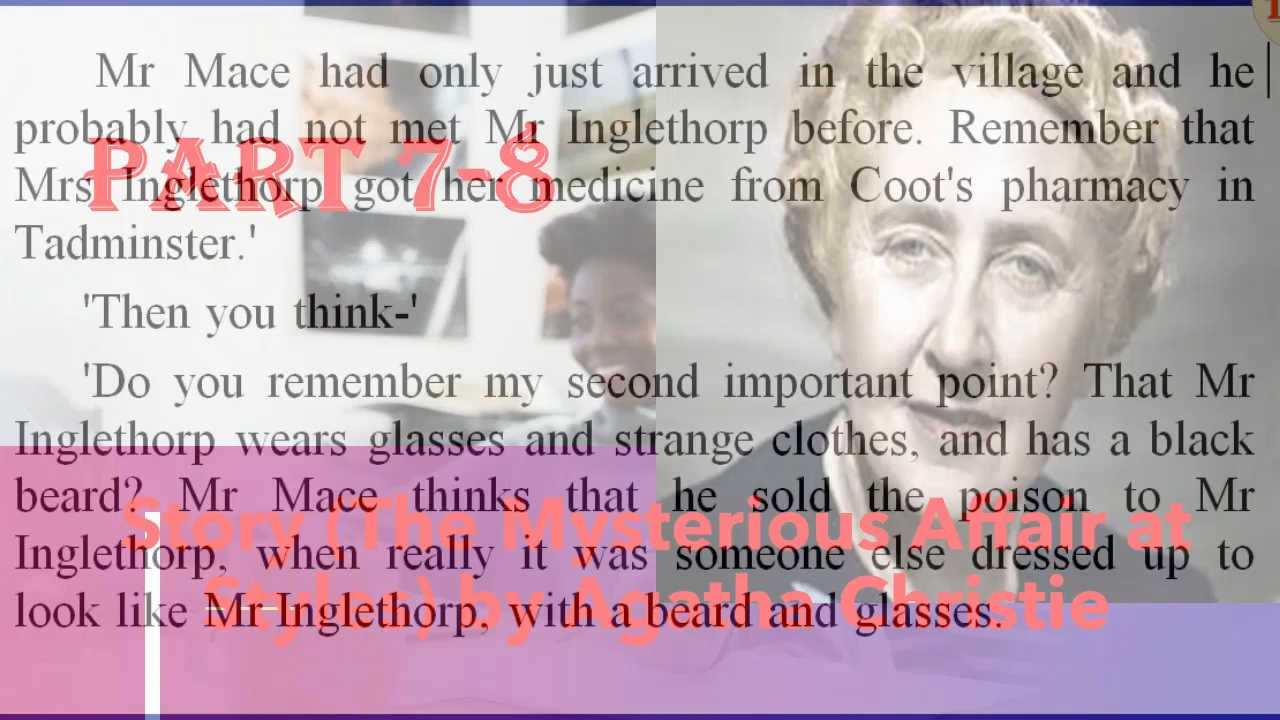 Mr Mace had only just arrived in the village and he
probably had not met Mr Inglethorp before. Remember that
Mrs Inglethorp got her medicine from Coot's pharmacy in
Tadminster.'
'Then you think-'
'Do you remember my second important point? That Mr
Inglethorp wears glasses and strange clothes, and has a black
beard? Mr Mace thinks that he sold the poison to Mr
Inglethorp, when really it was someone else dressed up to
look like Mr Inglethorp, with a beard and glasses.
PART 7-8
Story (The Mysterious Affair at
Styles) by Agatha Christie